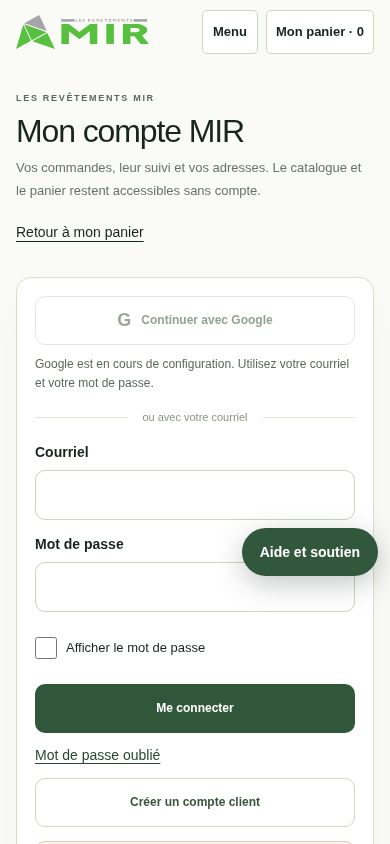 LES REVÊTEMENTS
MIR
Menu
Mon panier · 0
LES REVÊTEMENTS MIR
Mon compte MIR
Vos commandes, leur suivi et vos adresses. Le catalogue et
le panier restent accessibles sans compte.
Retour à mon panier
G Continuer avec Google
Google est en cours de configuration. Utilisez votre courriel
et votre mot de passe.
ou avec votre courriel
Courriel
Mot de passe
Aide et soutien
Afficher le mot de passe
Me connecter
Mot de passe oublié
Créer un compte client